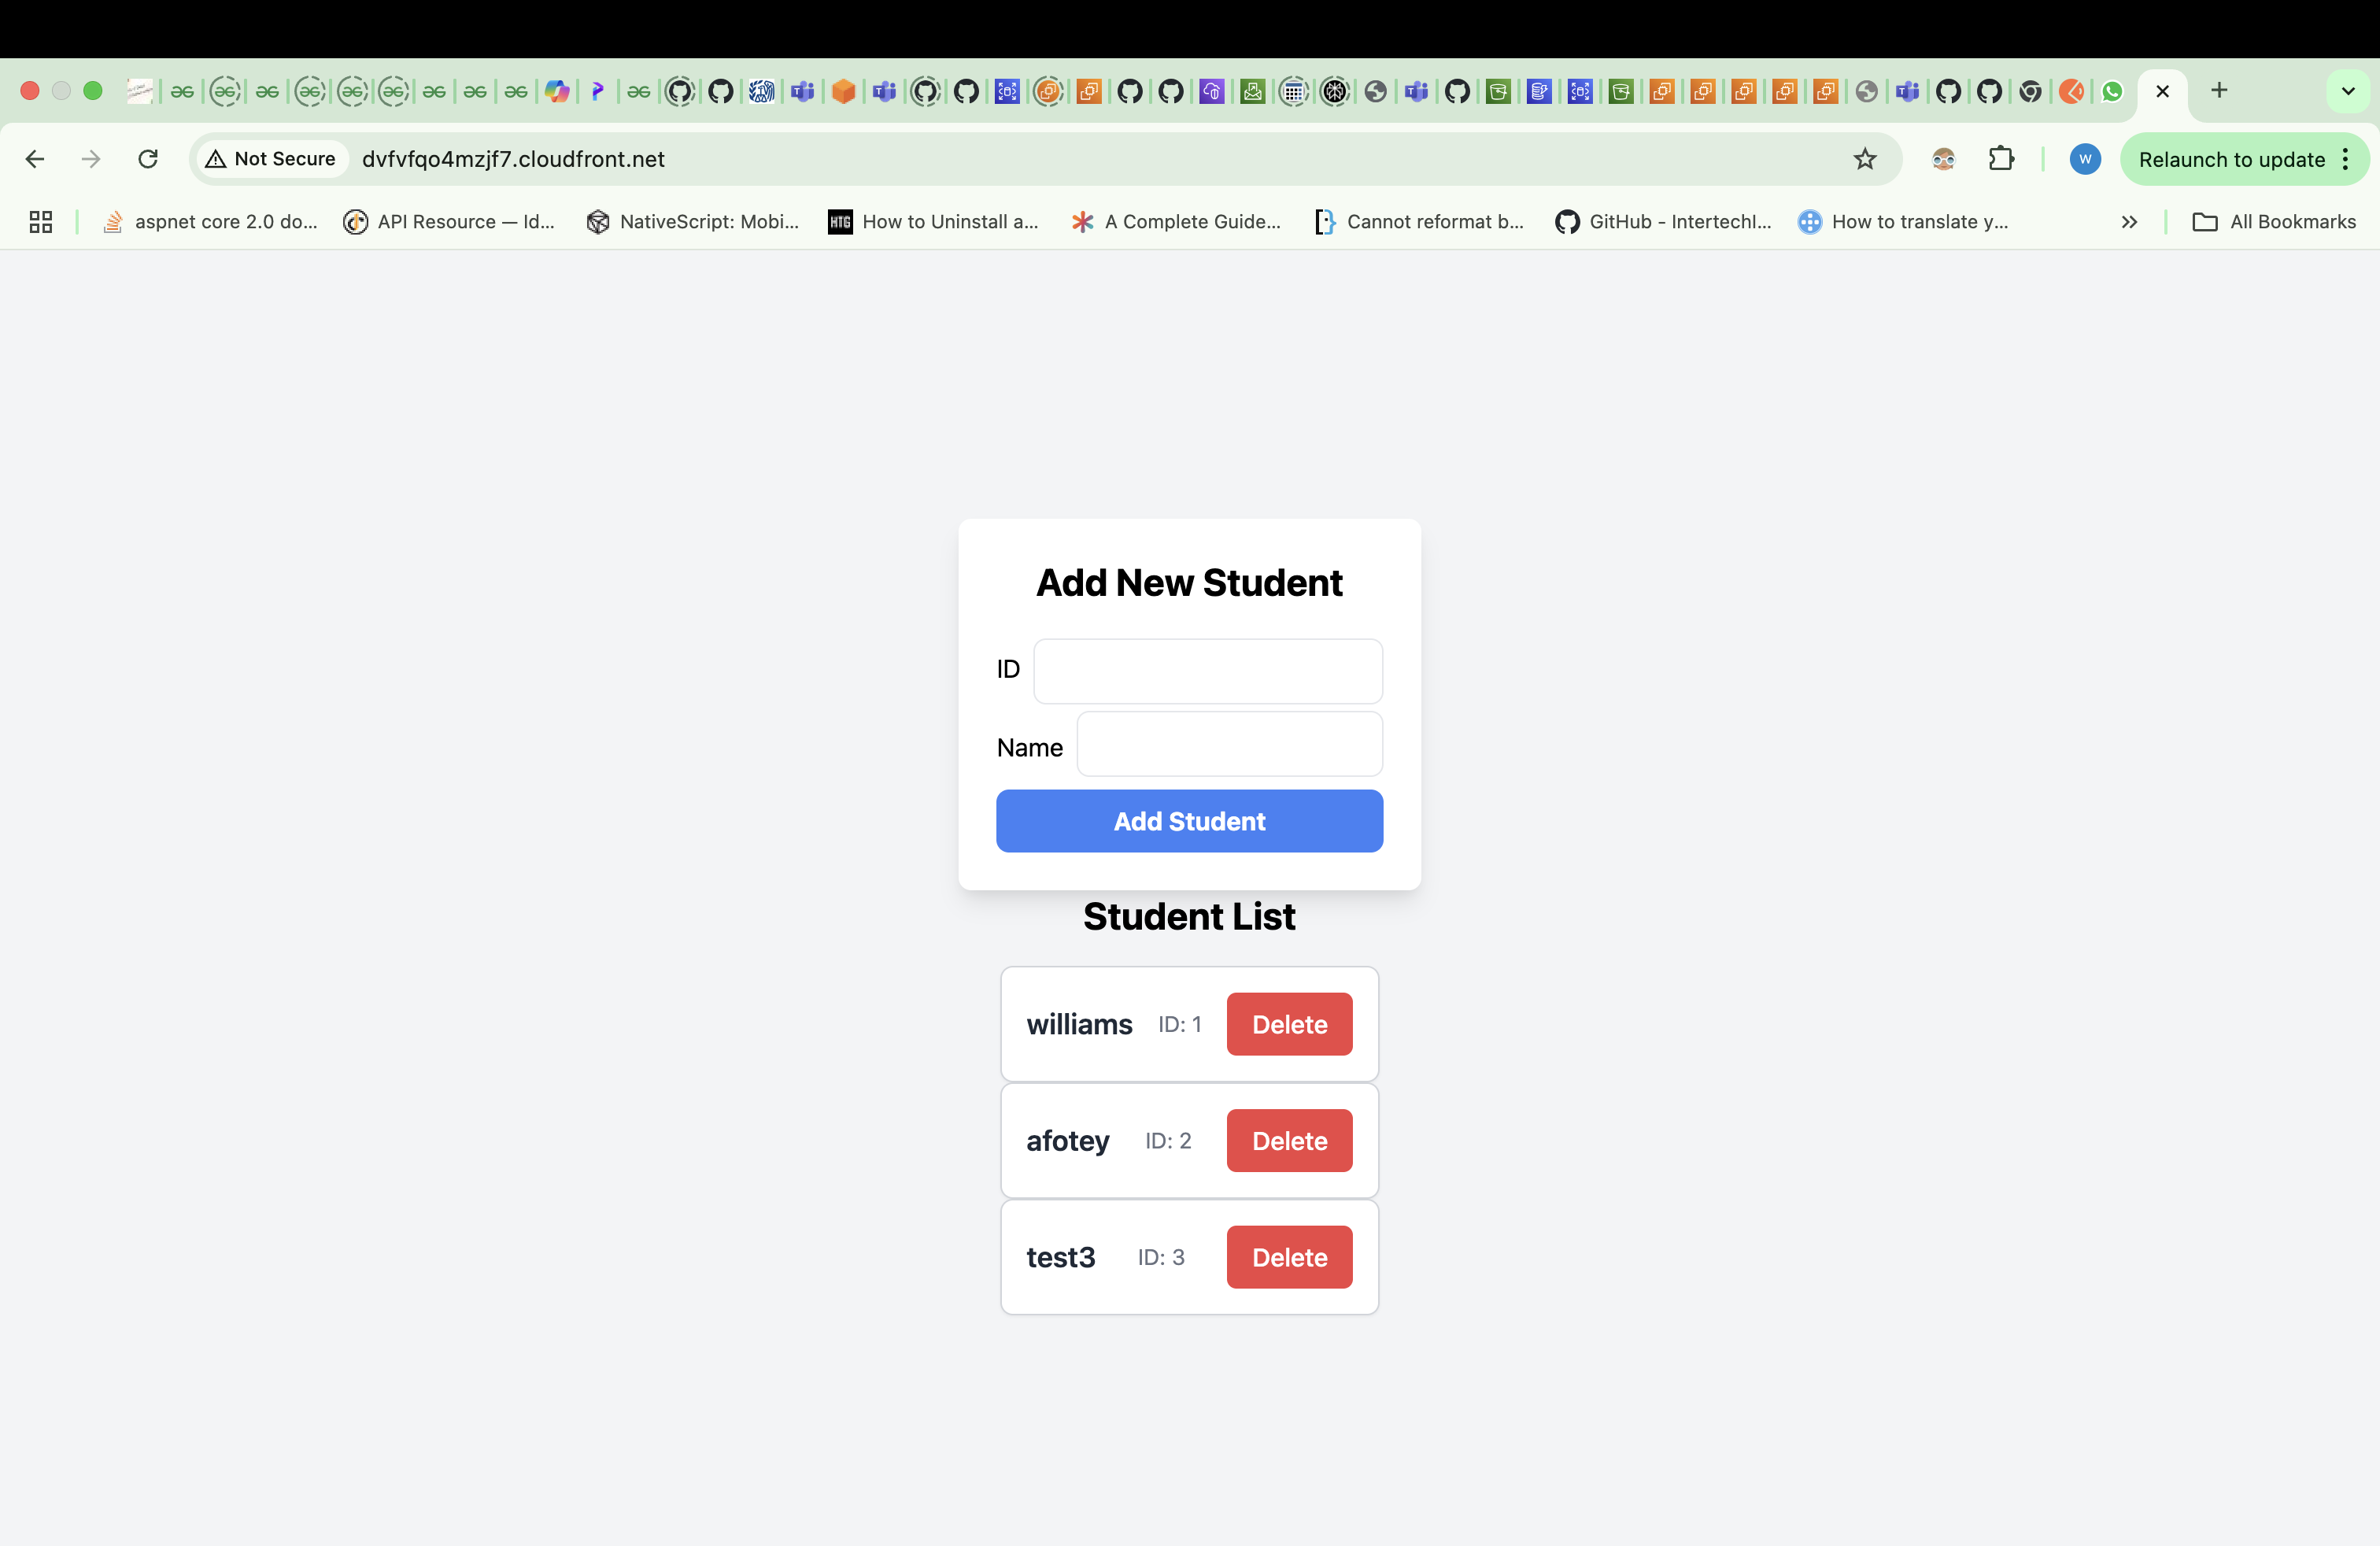 Not Secure dvfvfqo4mzjf7.cloudfront.net W Relaunch to update
aspnet core 2.0 do... API Resource — Id... NativeScript: Mobi... HTG How to Uninstall a... A Complete Guide... Cannot reformat b... GitHub - Intertechl... How to translate y... All Bookmarks
Add New Student
ID
Name
Add Student
Student List
williams ID: 1 Delete
afotey ID: 2 Delete
test3 ID: 3 Delete